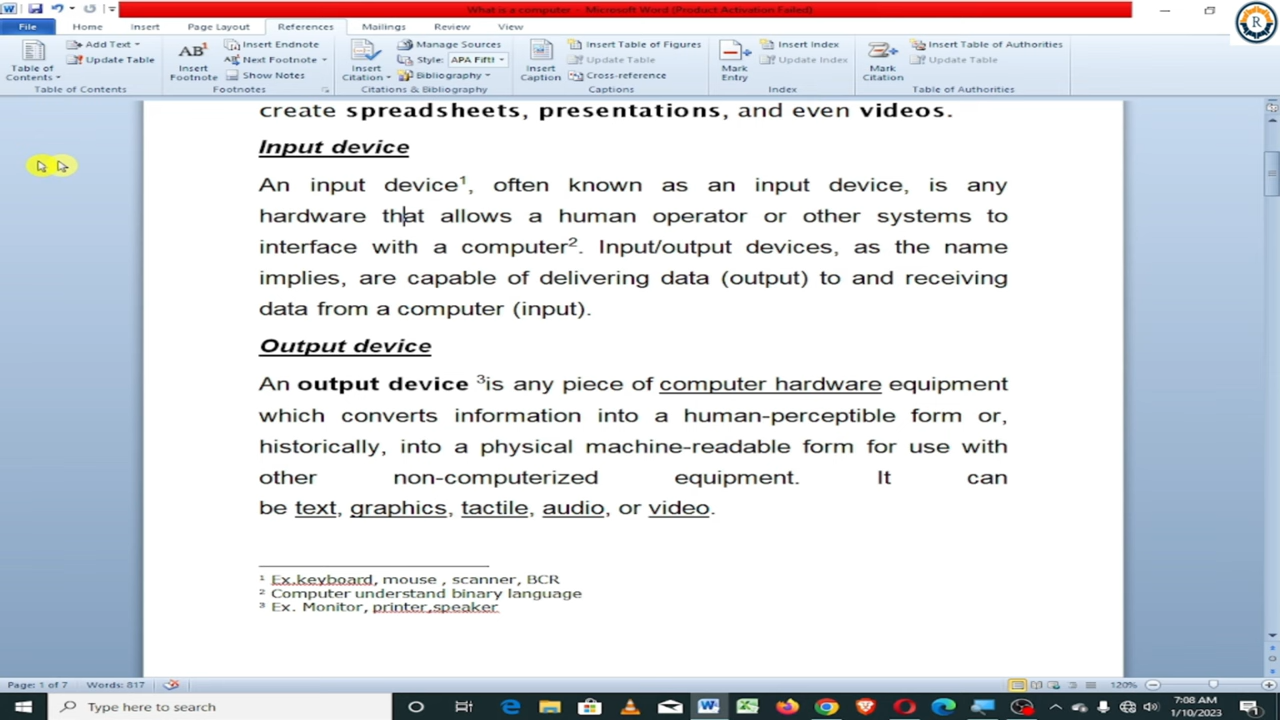 What is a computer - Microsoft Word (Product Activation Failed)
File Home Insert Page Layout References Mailings Review View
Add Text
Update Table
Table of Contents
Table of Contents
AB1
Insert Footnote
Insert Endnote
Next Footnote
Show Notes
Footnotes
Insert Citation
Manage Sources
Style: APA Fifth
Bibliography
Citations & Bibliography
Insert Caption
Insert Table of Figures
Update Table
Cross-reference
Captions
Mark Entry
Insert Index
Update Index
Index
Mark Citation
Insert Table of Authorities
Update Table
Table of Authorities
R
create spreadsheets, presentations, and even videos.
Input device
An input device1, often known as an input device, is any
hardware that allows a human operator or other systems to
interface with a computer2. Input/output devices, as the name
implies, are capable of delivering data (output) to and receiving
data from a computer (input).
Output device
An output device 3is any piece of computer hardware equipment
which converts information into a human-perceptible form or,
historically, into a physical machine-readable form for use with
other non-computerized equipment. It can
be text, graphics, tactile, audio, or video.
1 Ex.keyboard, mouse , scanner, BCR
2 Computer understand binary language
3 Ex. Monitor, printer,speaker
Page: 1 of 7 Words: 817 120%
Type here to search
7:08 AM
1/10/2023